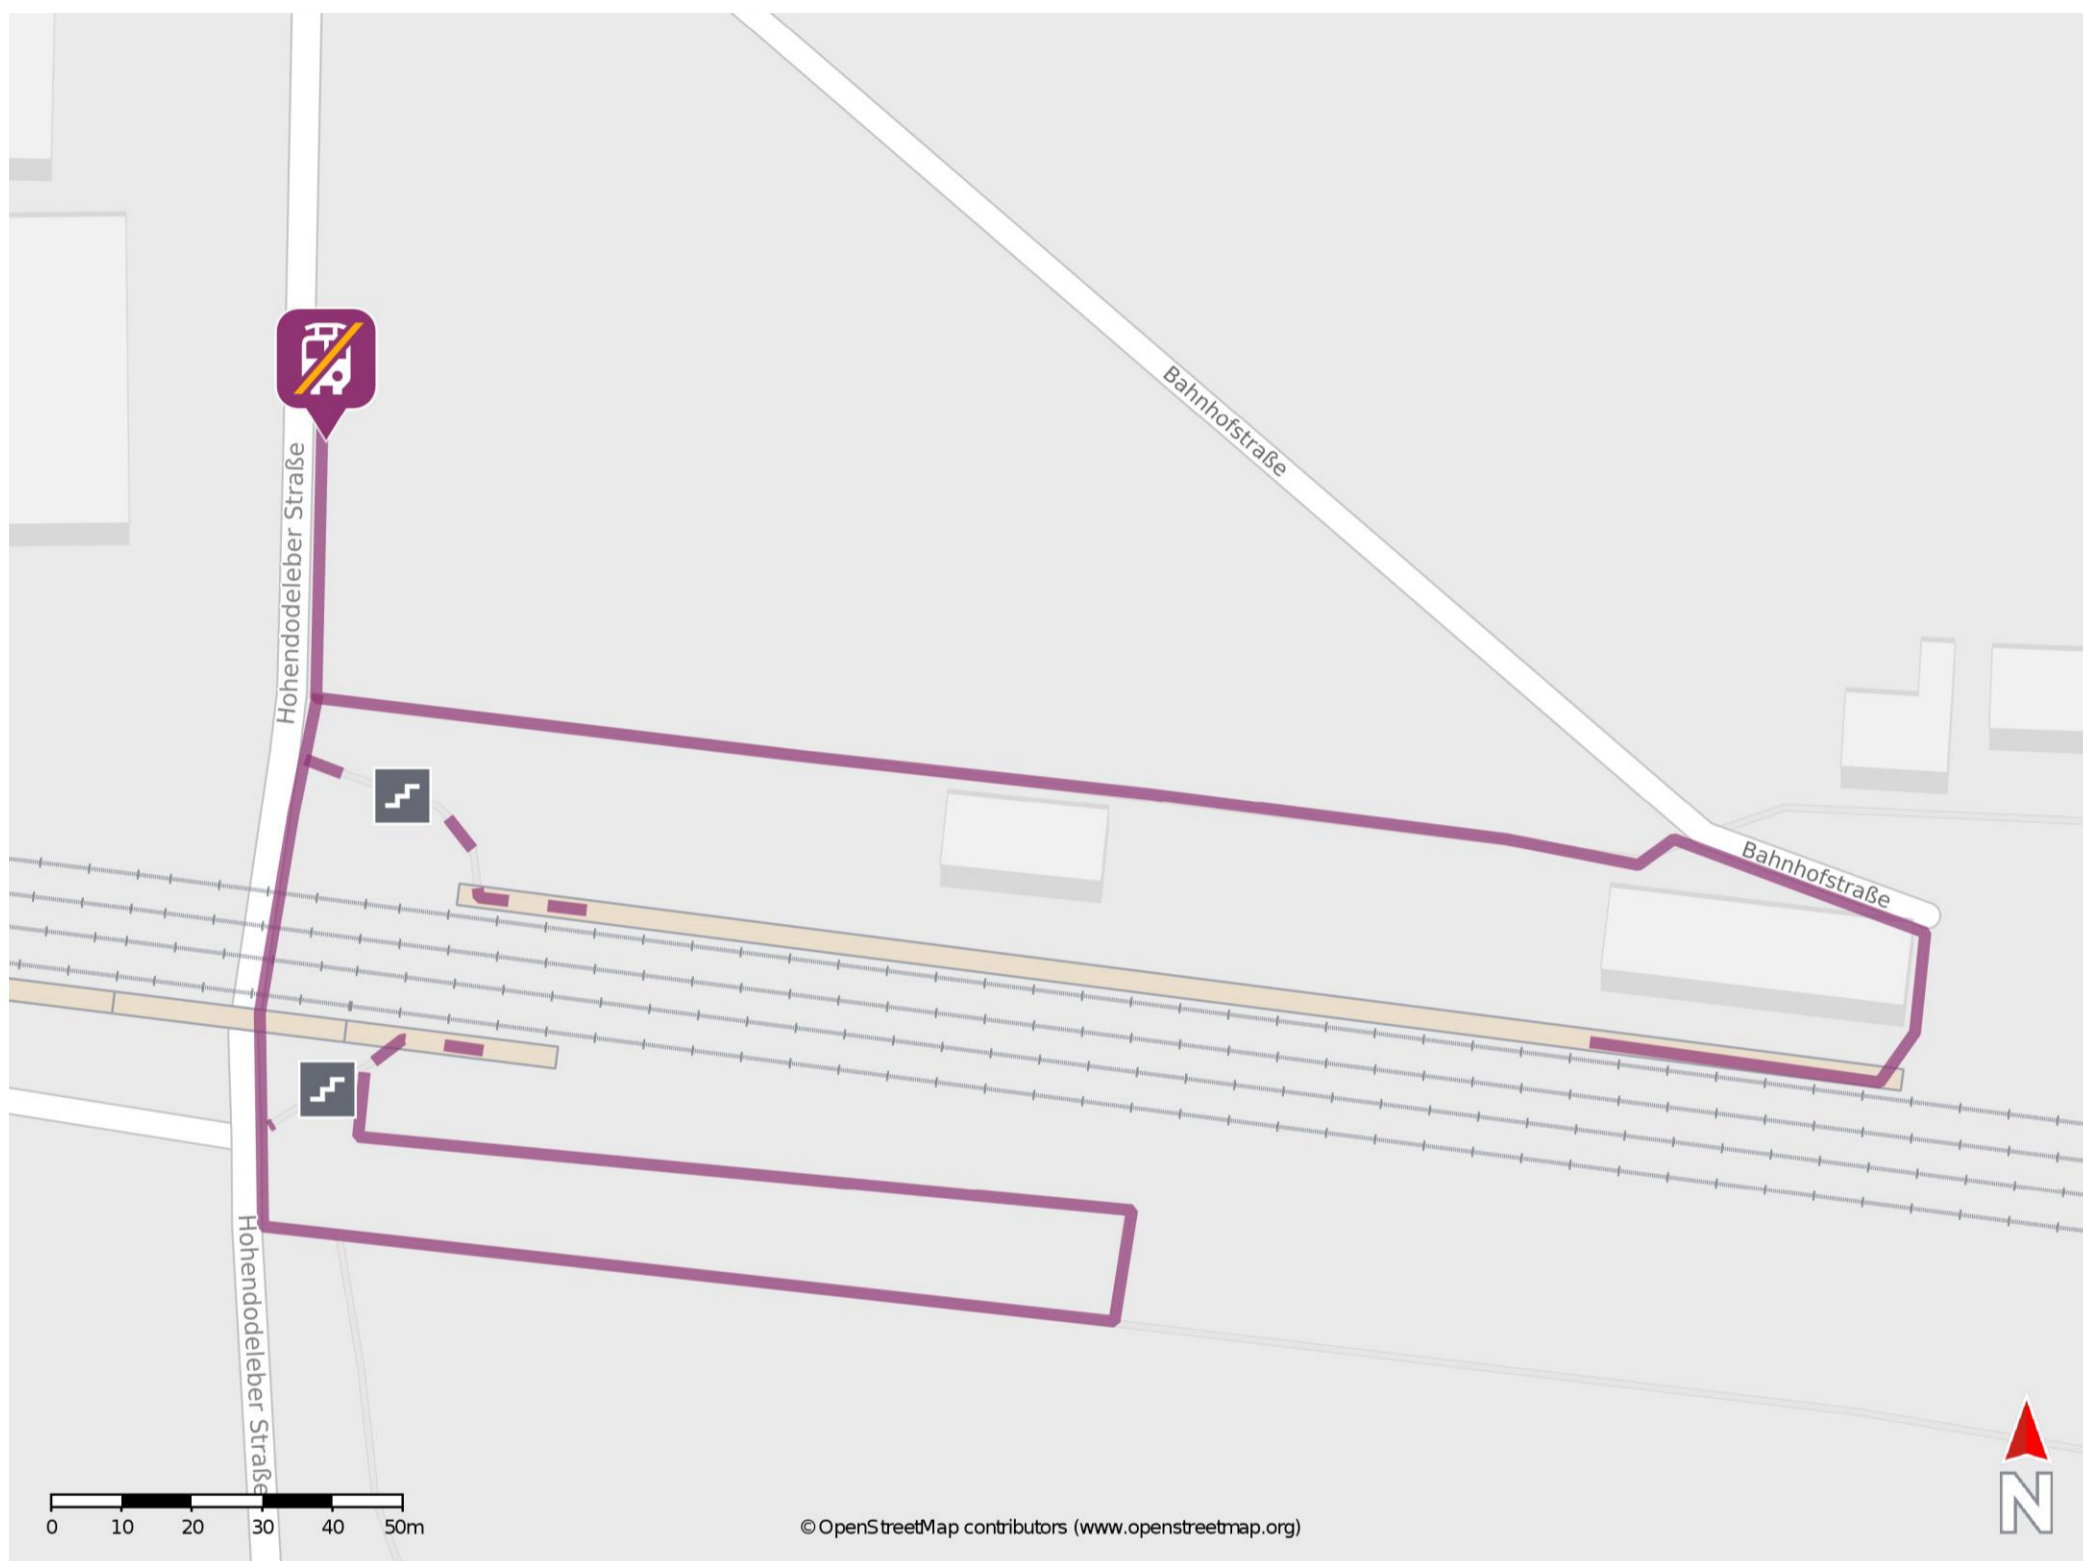 Bahnhofstraße
Hohendodeleber Straße
Bahnhofstraße
Hohendodeleber Straße
0 10 20 30 40 50m
© OpenStreetMap contributors (www.openstreetmap.org)
N